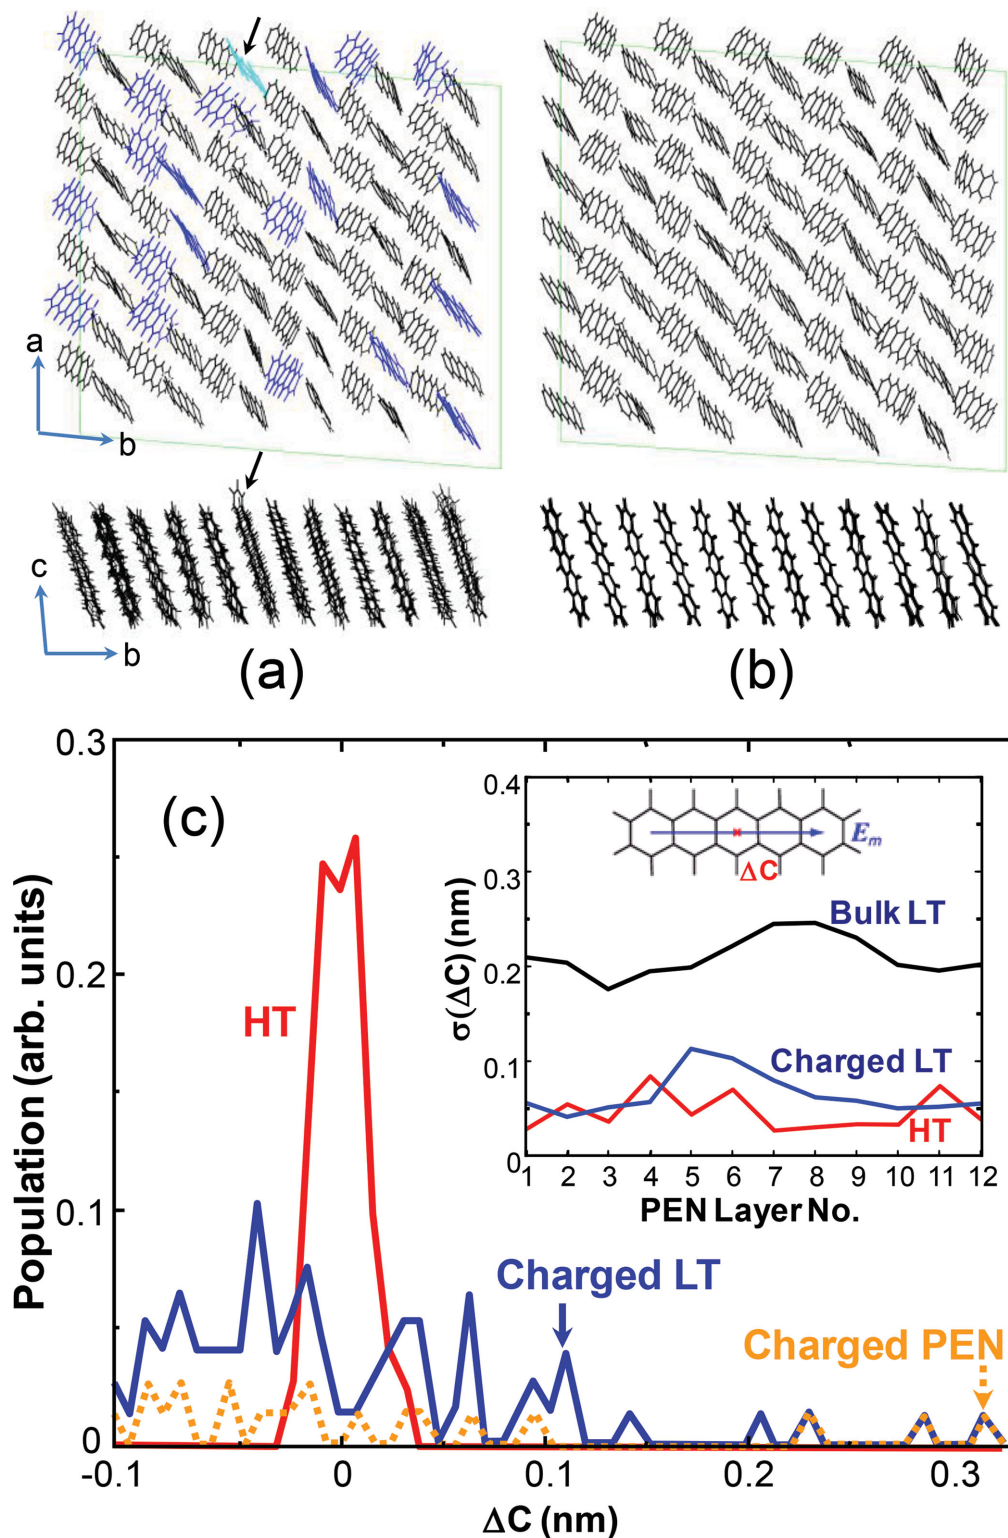 a
b
c
b
(a)
(b)
(c)
Population (arb. units)
0.3
0.2
0.1
0
-0.1
0
0.1
0.2
0.3
ΔC (nm)
HT
Charged LT
Charged PEN
σ(ΔC) (nm)
0.4
0.3
0.2
0.1
0
1 2 3 4 5 6 7 8 9 10 11 12
PEN Layer No.
Em
ΔC
Bulk LT
Charged LT
HT